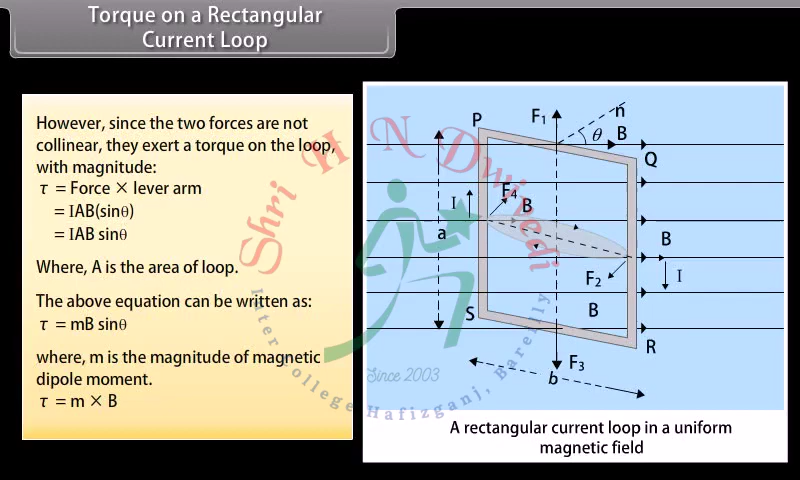 Torque on a Rectangular
Current Loop
However, since the two forces are not
collinear, they exert a torque on the loop,
with magnitude:
τ = Force × lever arm
= IAB(sinθ)
= IAB sinθ
Where, A is the area of loop.
The above equation can be written as:
τ = mB sinθ
where, m is the magnitude of magnetic
dipole moment.
τ = m × B
P
F1
n
θ
B
Q
I
F4
B
a
B
F2
I
S
B
R
F3
b
A rectangular current loop in a uniform
magnetic field
Shri H N Dwivedi
Inter College Hafizganj, Bareilly
Since 2003